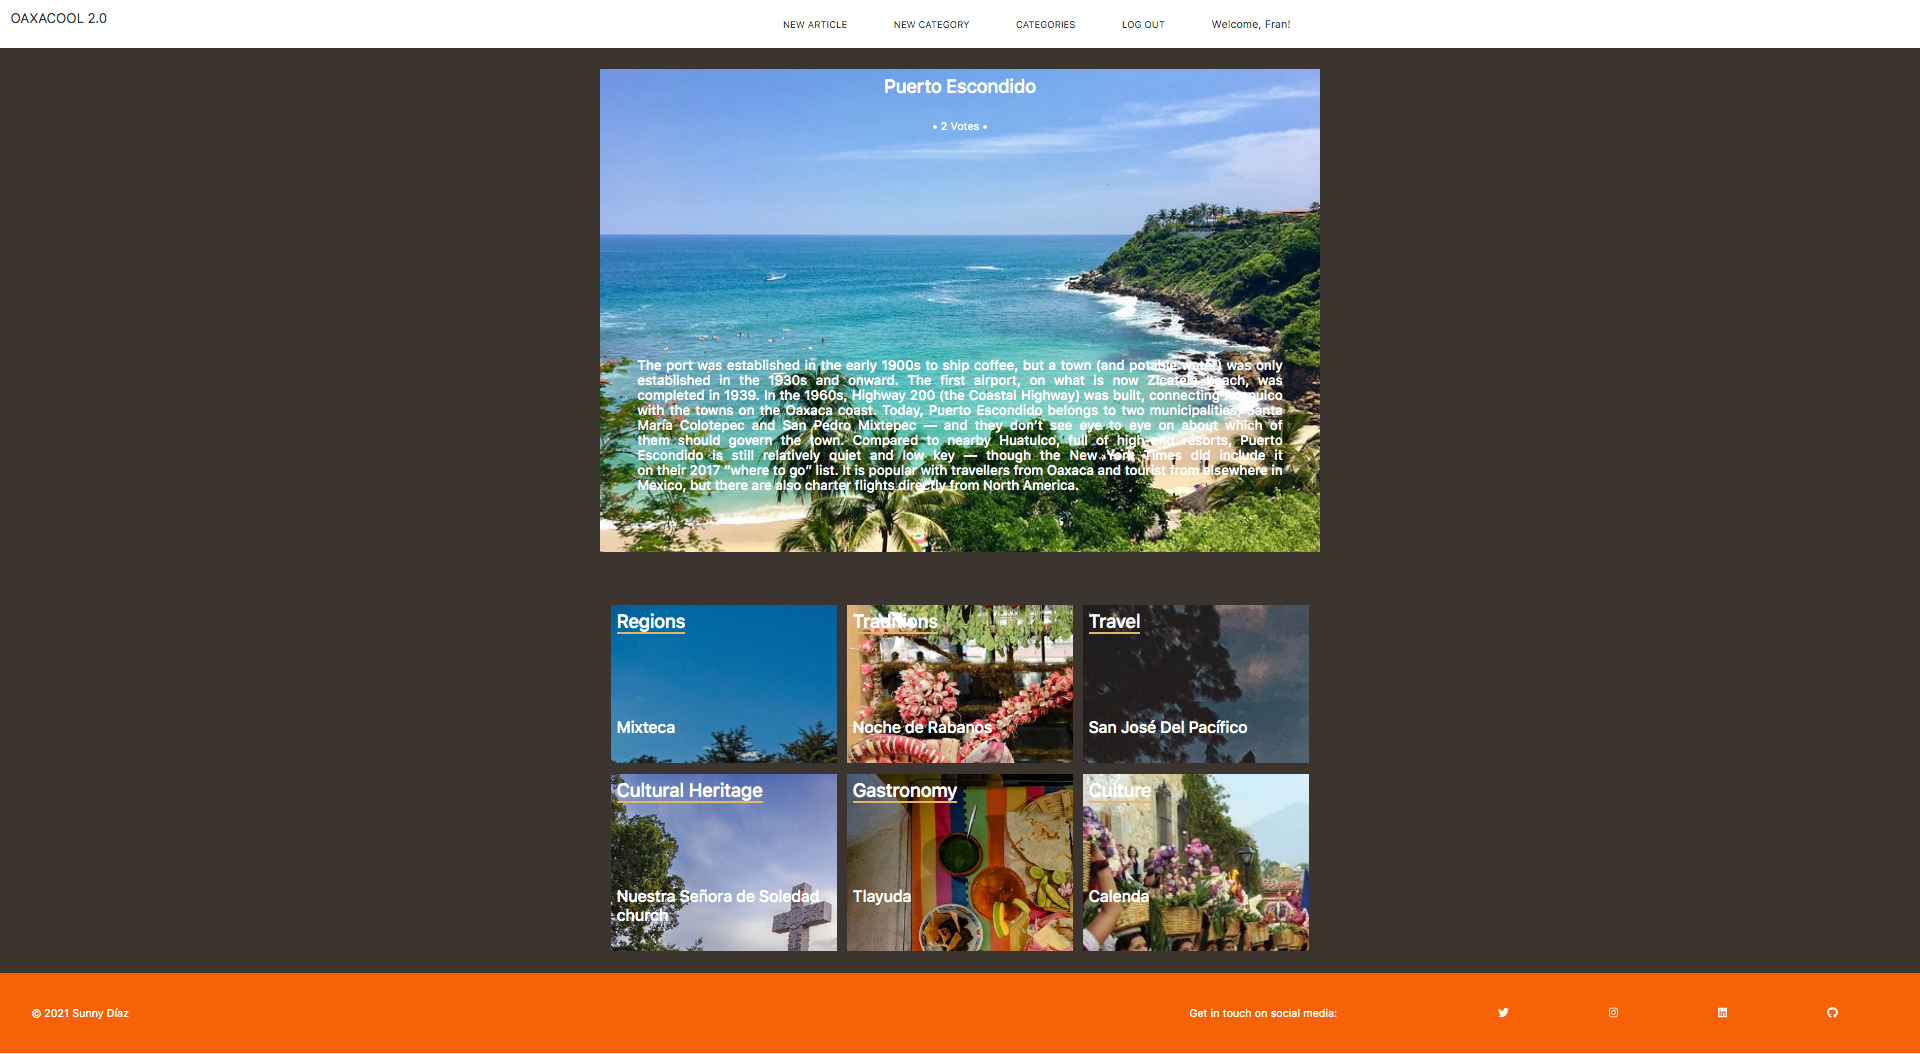 OAXACOOL 2.0
NEW ARTICLE
NEW CATEGORY
CATEGORIES
LOG OUT
Welcome, Fran!
Puerto Escondido
• 2 Votes •
The port was established in the early 1900s to ship coffee, but a town (and potable water) was only
established in the 1930s and onward. The first airport, on what is now Zicatela beach, was
completed in 1939. In the 1960s, Highway 200 (the Coastal Highway) was built, connecting Acapulco
with the towns on the Oaxaca coast. Today, Puerto Escondido belongs to two municipalities, Santa
María Colotepec and San Pedro Mixtepec — and they don’t see eye to eye on about which of
them should govern the town. Compared to nearby Huatulco, full of high-end resorts, Puerto
Escondido is still relatively quiet and low key — though the New York Times did include it
on their 2017 “where to go” list. It is popular with travellers from Oaxaca and tourist from elsewhere in
Mexico, but there are also charter flights directly from North America.
Regions
Mixteca
Traditions
Noche de Rabanos
Travel
San José Del Pacífico
Cultural Heritage
Nuestra Señora de Soledad
church
Gastronomy
Tlayuda
Culture
Calenda
© 2021 Sunny Díaz
Get in touch on social media: